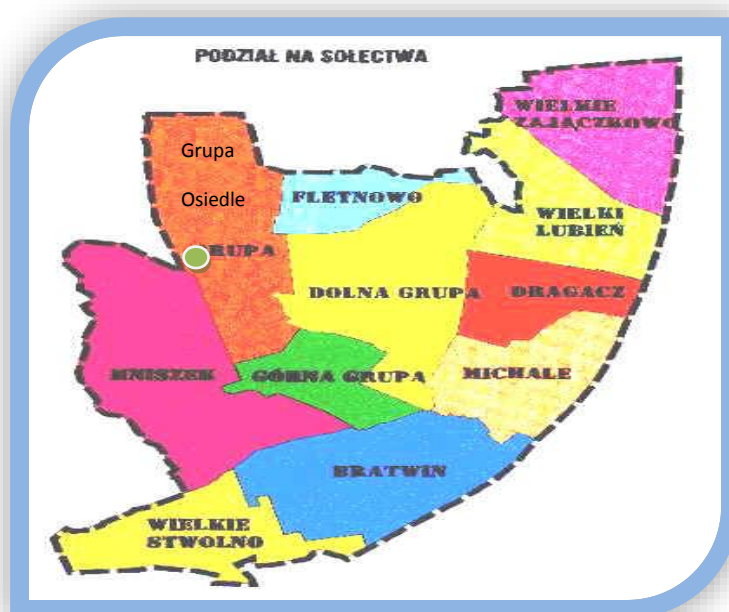 PODZIAŁ NA SOŁECTWA
WIELKIE
ZAJĄCZKOWO
Grupa
Osiedle
FLETNOWO
WIELKI
LUBIEŃ
RUPA
DOLNA GRUPA
DRAGACZ
MNISZEK
GÓRNA GRUPA
MICHALE
BRATWIN
WIELKIE
STWOLNO